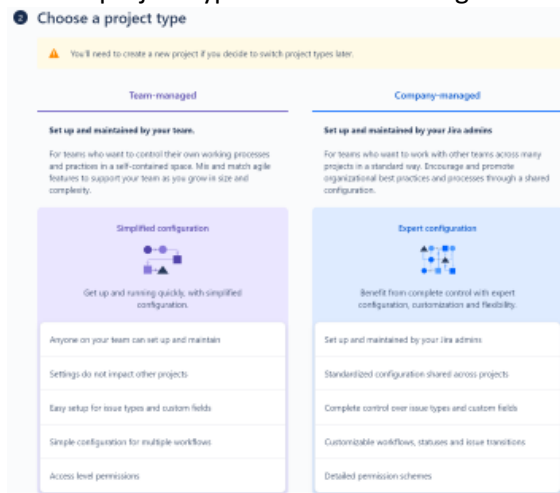 2 Choose a project type
You'll need to create a new project if you decide to switch project types later.
Team-managed
Set up and maintained by your team.
For teams who want to control their own working processes
and practices in a self-contained space. Mix and match agile
features to support your team as you grow in size and
complexity.
Simplified configuration
Get up and running quickly, with simplified
configuration.
Anyone on your team can set up and maintain
Settings do not impact other projects
Easy setup for issue types and custom fields
Simple configuration for multiple workflows
Access level permissions
Company-managed
Set up and maintained by your Jira admins
For teams who want to work with other teams across many
projects in a standard way. Encourage and promote
organizational best practices and processes through a shared
configuration.
Expert configuration
Benefit from complete control with expert
configuration, customization and flexibility.
Set up and maintained by your Jira admins
Standardized configuration shared across projects
Complete control over issue types and custom fields
Customizable workflows, statuses and issue transitions
Detailed permission schemes